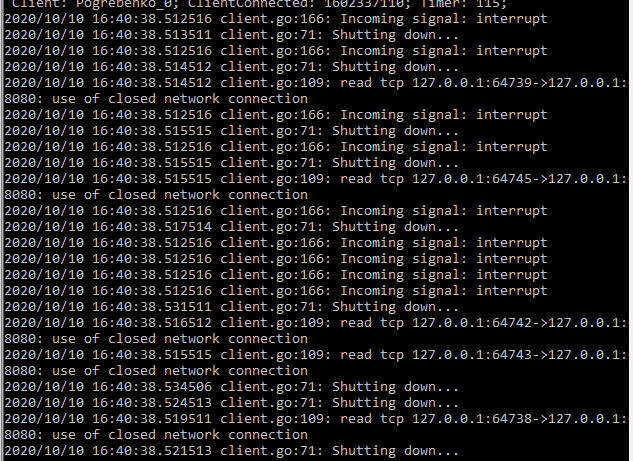 Client: Pogrebenko_0; ClientConnected: 1602337110; Timer: 115;
2020/10/10 16:40:38.512516 client.go:166: Incoming signal: interrupt
2020/10/10 16:40:38.513511 client.go:71: Shutting down...
2020/10/10 16:40:38.512516 client.go:166: Incoming signal: interrupt
2020/10/10 16:40:38.514512 client.go:71: Shutting down...
2020/10/10 16:40:38.514512 client.go:109: read tcp 127.0.0.1:64739->127.0.0.1:
8080: use of closed network connection
2020/10/10 16:40:38.512516 client.go:166: Incoming signal: interrupt
2020/10/10 16:40:38.515515 client.go:71: Shutting down...
2020/10/10 16:40:38.512516 client.go:166: Incoming signal: interrupt
2020/10/10 16:40:38.515515 client.go:71: Shutting down...
2020/10/10 16:40:38.515515 client.go:109: read tcp 127.0.0.1:64745->127.0.0.1:
8080: use of closed network connection
2020/10/10 16:40:38.512516 client.go:166: Incoming signal: interrupt
2020/10/10 16:40:38.517514 client.go:71: Shutting down...
2020/10/10 16:40:38.512516 client.go:166: Incoming signal: interrupt
2020/10/10 16:40:38.512516 client.go:166: Incoming signal: interrupt
2020/10/10 16:40:38.512516 client.go:166: Incoming signal: interrupt
2020/10/10 16:40:38.512516 client.go:166: Incoming signal: interrupt
2020/10/10 16:40:38.531511 client.go:71: Shutting down...
2020/10/10 16:40:38.516512 client.go:109: read tcp 127.0.0.1:64742->127.0.0.1:
8080: use of closed network connection
2020/10/10 16:40:38.515515 client.go:109: read tcp 127.0.0.1:64743->127.0.0.1:
8080: use of closed network connection
2020/10/10 16:40:38.534506 client.go:71: Shutting down...
2020/10/10 16:40:38.524513 client.go:71: Shutting down...
2020/10/10 16:40:38.519511 client.go:109: read tcp 127.0.0.1:64738->127.0.0.1:
8080: use of closed network connection
2020/10/10 16:40:38.521513 client.go:71: Shutting down...